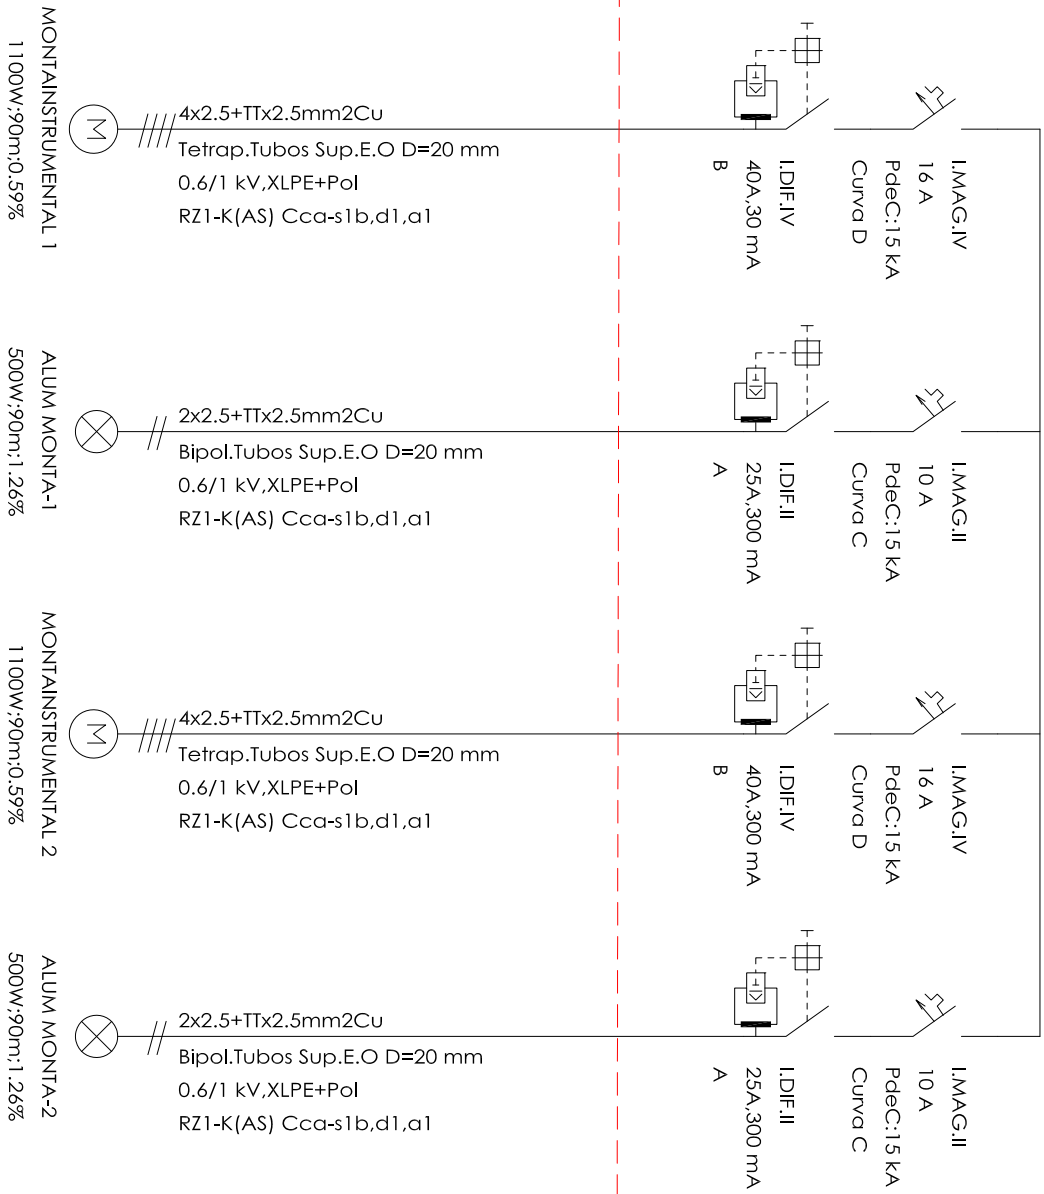 I.MAG.IV
16 A
PdeC:15 kA
Curva D
I.DIF.IV
40A,30 mA
B
4x2.5+TTx2.5mm2Cu
Tetrap.Tubos Sup.E.O D=20 mm
0.6/1 kV,XLPE+Pol
RZ1-K(AS) Cca-s1b,d1,a1
M
MONTAINSTRUMENTAL 1
1100W;90m;0.59%
I.MAG.II
10 A
PdeC:15 kA
Curva C
I.DIF.II
25A,300 mA
A
2x2.5+TTx2.5mm2Cu
Bipol.Tubos Sup.E.O D=20 mm
0.6/1 kV,XLPE+Pol
RZ1-K(AS) Cca-s1b,d1,a1
ALUM MONTA-1
500W;90m;1.26%
I.MAG.IV
16 A
PdeC:15 kA
Curva D
I.DIF.IV
40A,300 mA
B
4x2.5+TTx2.5mm2Cu
Tetrap.Tubos Sup.E.O D=20 mm
0.6/1 kV,XLPE+Pol
RZ1-K(AS) Cca-s1b,d1,a1
M
MONTAINSTRUMENTAL 2
1100W;90m;0.59%
I.MAG.II
10 A
PdeC:15 kA
Curva C
I.DIF.II
25A,300 mA
A
2x2.5+TTx2.5mm2Cu
Bipol.Tubos Sup.E.O D=20 mm
0.6/1 kV,XLPE+Pol
RZ1-K(AS) Cca-s1b,d1,a1
ALUM MONTA-2
500W;90m;1.26%